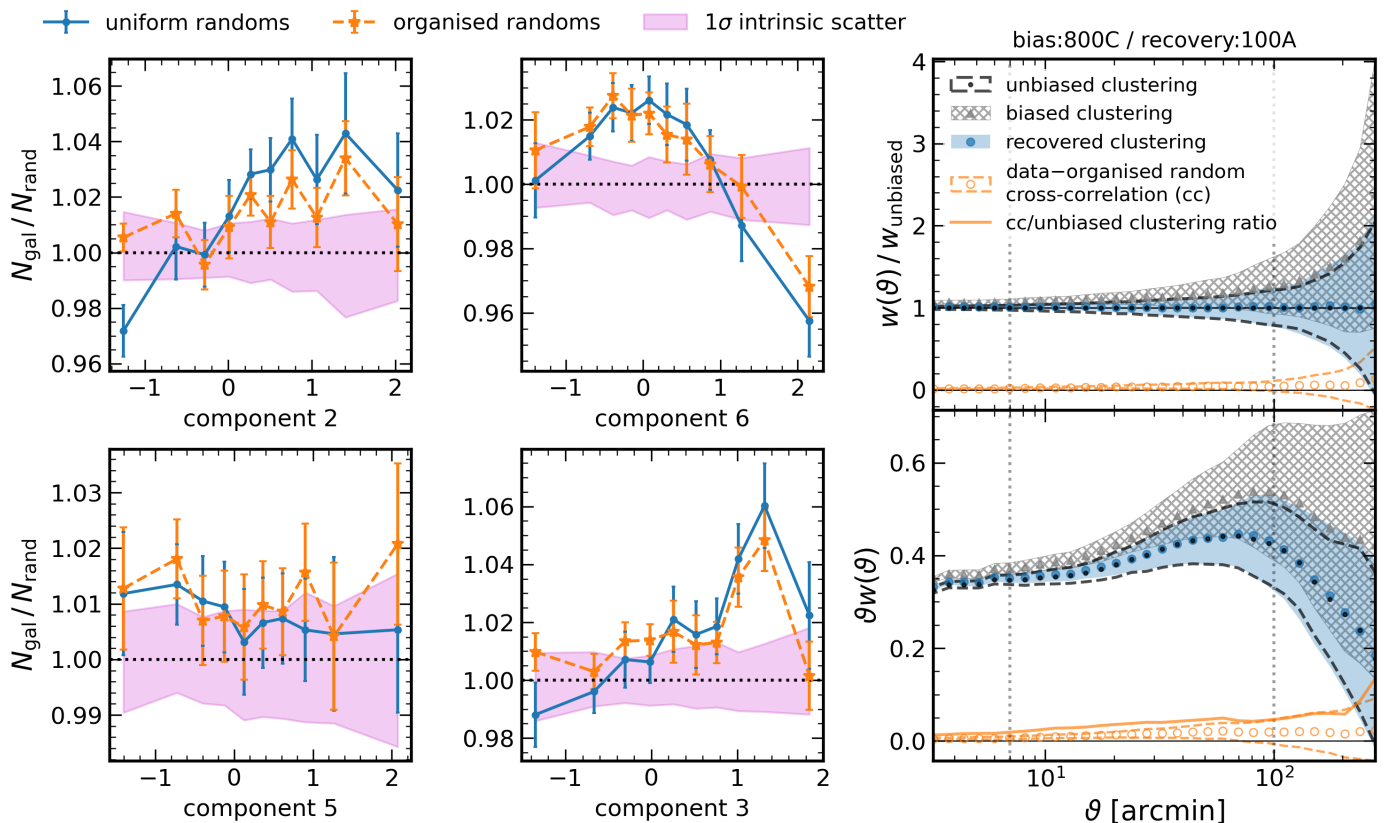 uniform randoms
organised randoms
1σ intrinsic scatter
bias:800C / recovery:100A
N_gal / N_rand
1.06
1.04
1.02
1.00
0.98
0.96
−1
0
1
2
component 2
1.02
1.00
0.98
0.96
−1
0
1
2
component 6
N_gal / N_rand
1.03
1.02
1.01
1.00
0.99
−1
0
1
2
component 5
1.06
1.04
1.02
1.00
0.98
−1
0
1
2
component 3
w(ϑ) / w_unbiased
4
3
2
1
0
unbiased clustering
biased clustering
recovered clustering
data−organised random
cross-correlation (cc)
cc/unbiased clustering ratio
ϑw(ϑ)
0.6
0.4
0.2
0.0
10¹
10²
ϑ [arcmin]